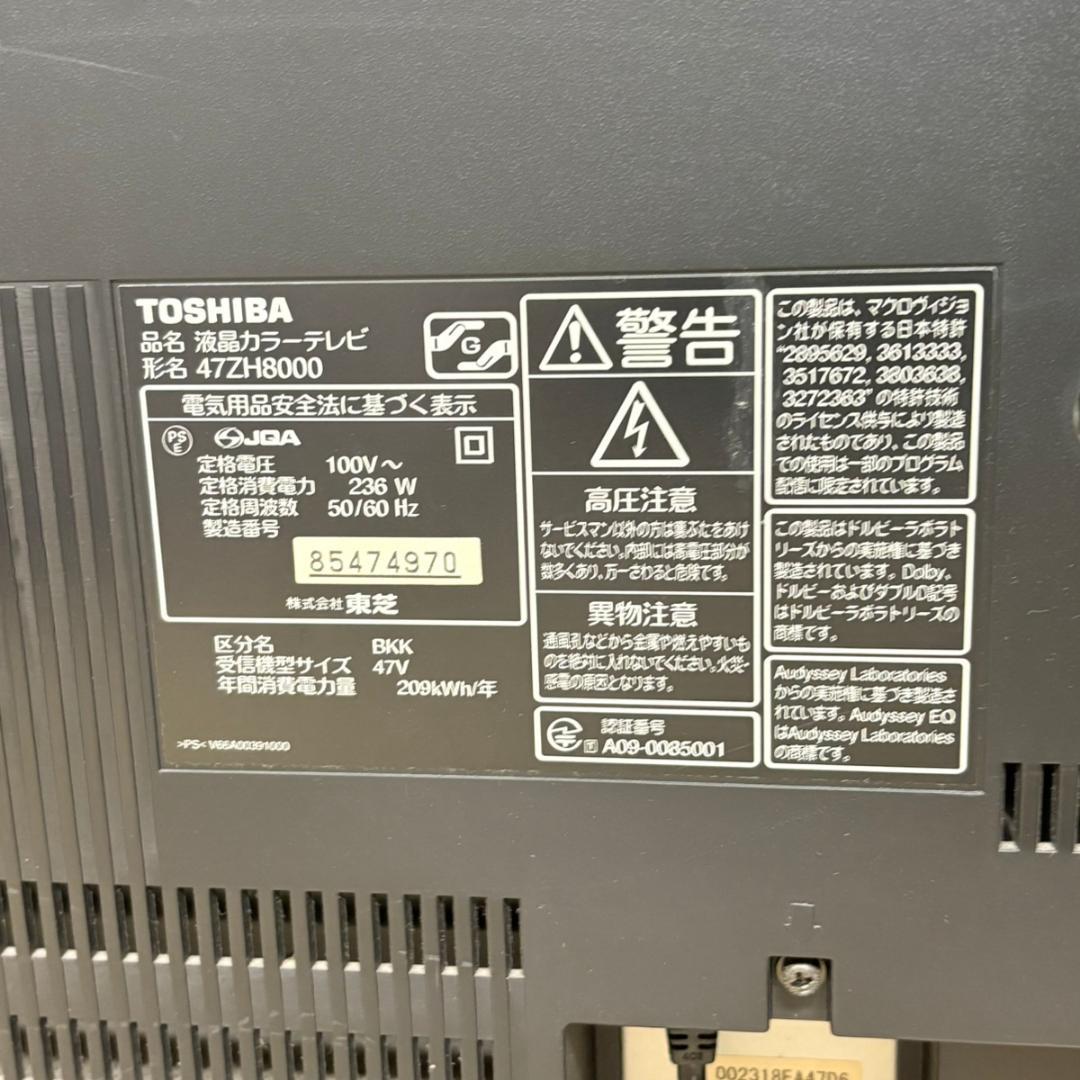 TOSHIBA
品名 液晶カラーテレビ
形名 47ZH8000
G
電気用品安全法に基づく表示
PS
E
JQA
定格電圧 100V～
定格消費電力 236 W
定格周波数 50/60 Hz
製造番号
85474970
株式会社 東芝
区分名 BKK
受信機型サイズ 47V
年間消費電力量 209kWh/年
>PS< V65A00391000
警告
高圧注意
サービスマン以外の方は裏ぶたをあけ
ないでください。内部には高電圧部分が
数多くあり、万一さわると危険です。
異物注意
通風孔などから金属や燃えやすいも
のを絶対に入れないでください。火災・
感電の原因となります。
認証番号
A09-0085001
この製品は、マクロヴィジョ
ン社が保有する日本特許
"2895629, 3613333,
3517672, 3803638,
3272363" の特許技術
のライセンス供与により製造
されたものであり、この製品
での使用は一部のプログラム
配信に限定されています。
この製品はドルビーラボラト
リーズからの実施権に基づき
製造されています。Dolby、
ドルビーおよびダブルD記号
はドルビーラボラトリーズの
商標です。
Audyssey Laboratories
からの実施権に基づき製造さ
れています。Audyssey EQ
はAudyssey Laboratories
の商標です。
002318EA47D6